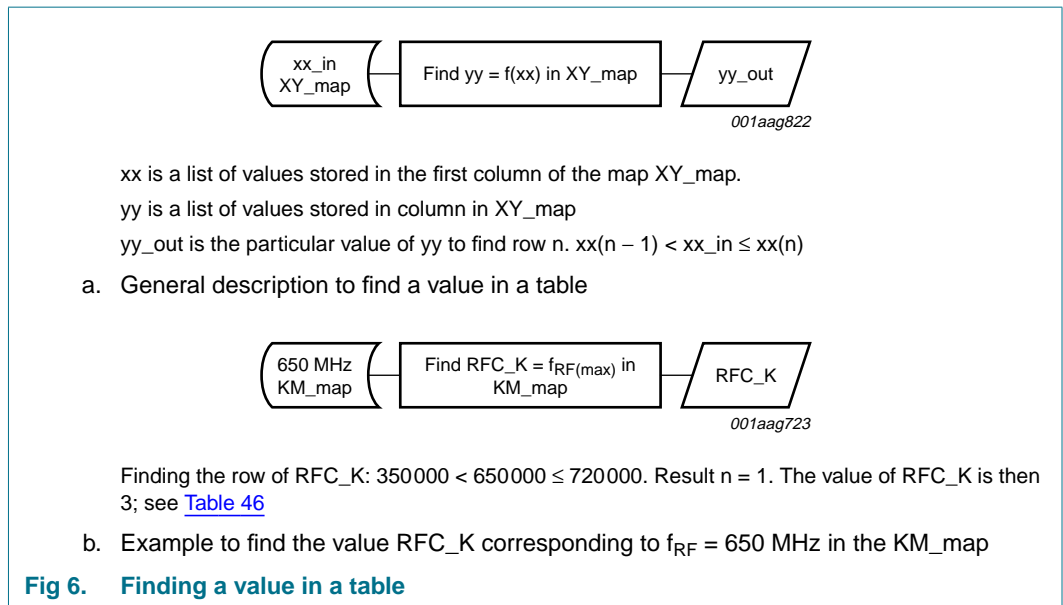 xx_in
XY_map
Find yy = f(xx) in XY_map
yy_out
001aag822
xx is a list of values stored in the first column of the map XY_map.
yy is a list of values stored in column in XY_map
yy_out is the particular value of yy to find row n. xx(n − 1) < xx_in ≤ xx(n)
a. General description to find a value in a table
650 MHz
KM_map
Find RFC_K = fRF(max) in
KM_map
RFC_K
001aag723
Finding the row of RFC_K: 350000 < 650000 ≤ 720000. Result n = 1. The value of RFC_K is then
3; see Table 46
b. Example to find the value RFC_K corresponding to fRF = 650 MHz in the KM_map
Fig 6. Finding a value in a table